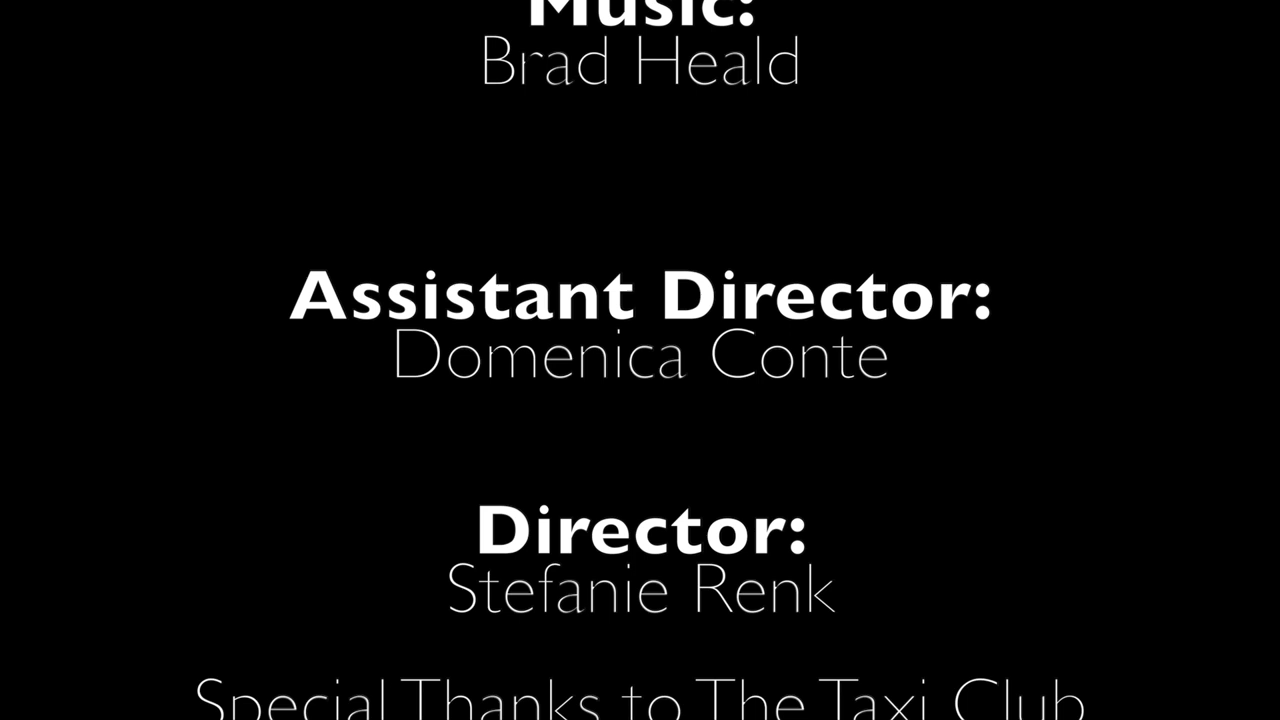 Music:
Brad Heald
Assistant Director:
Domenica Conte
Director:
Stefanie Renk
Special Thanks to The Taxi Club